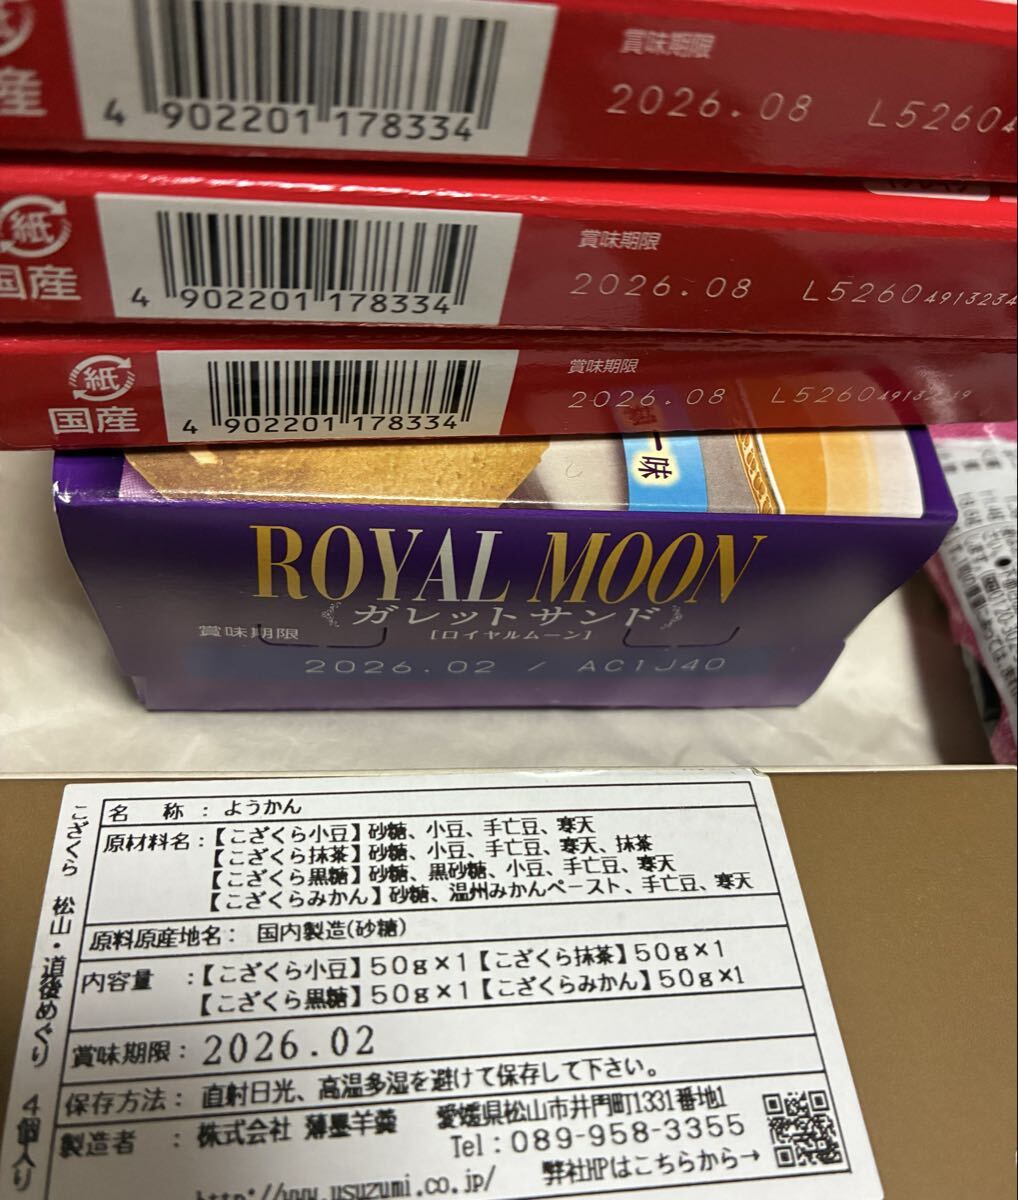 産
4 902201 178334
賞味期限
2026.08 L5260
紙
国産
4 902201 178334
賞味期限
2026.08 L52604913234
紙
国産
4 902201 178334
賞味期限
2026.08 L5260
一味
ROYAL MOON
ガレットサンド
[ロイヤルムーン]
賞味期限
2026.02 / AC1J40
こざくら 松山・道後めぐり 4個入り
名 称 : ようかん
原材料名:【こざくら小豆】砂糖、小豆、手亡豆、寒天
【こざくら抹茶】砂糖、小豆、手亡豆、寒天、抹茶
【こざくら黒糖】砂糖、黒砂糖、小豆、手亡豆、寒天
【こざくらみかん】砂糖、温州みかんペースト、手亡豆、寒天
原料原産地名: 国内製造(砂糖)
内容量 :【こざくら小豆】50g×1【こざくら抹茶】50g×1
【こざくら黒糖】50g×1【こざくらみかん】50g×1
賞味期限: 2026.02
保存方法: 直射日光、高温多湿を避けて保存して下さい。
製造者 : 株式会社 薄墨羊羹 愛媛県松山市井門町1331番地1
Tel:089-958-3355
弊社HPはこちらから→
http://www.usuzumi.co.jp/